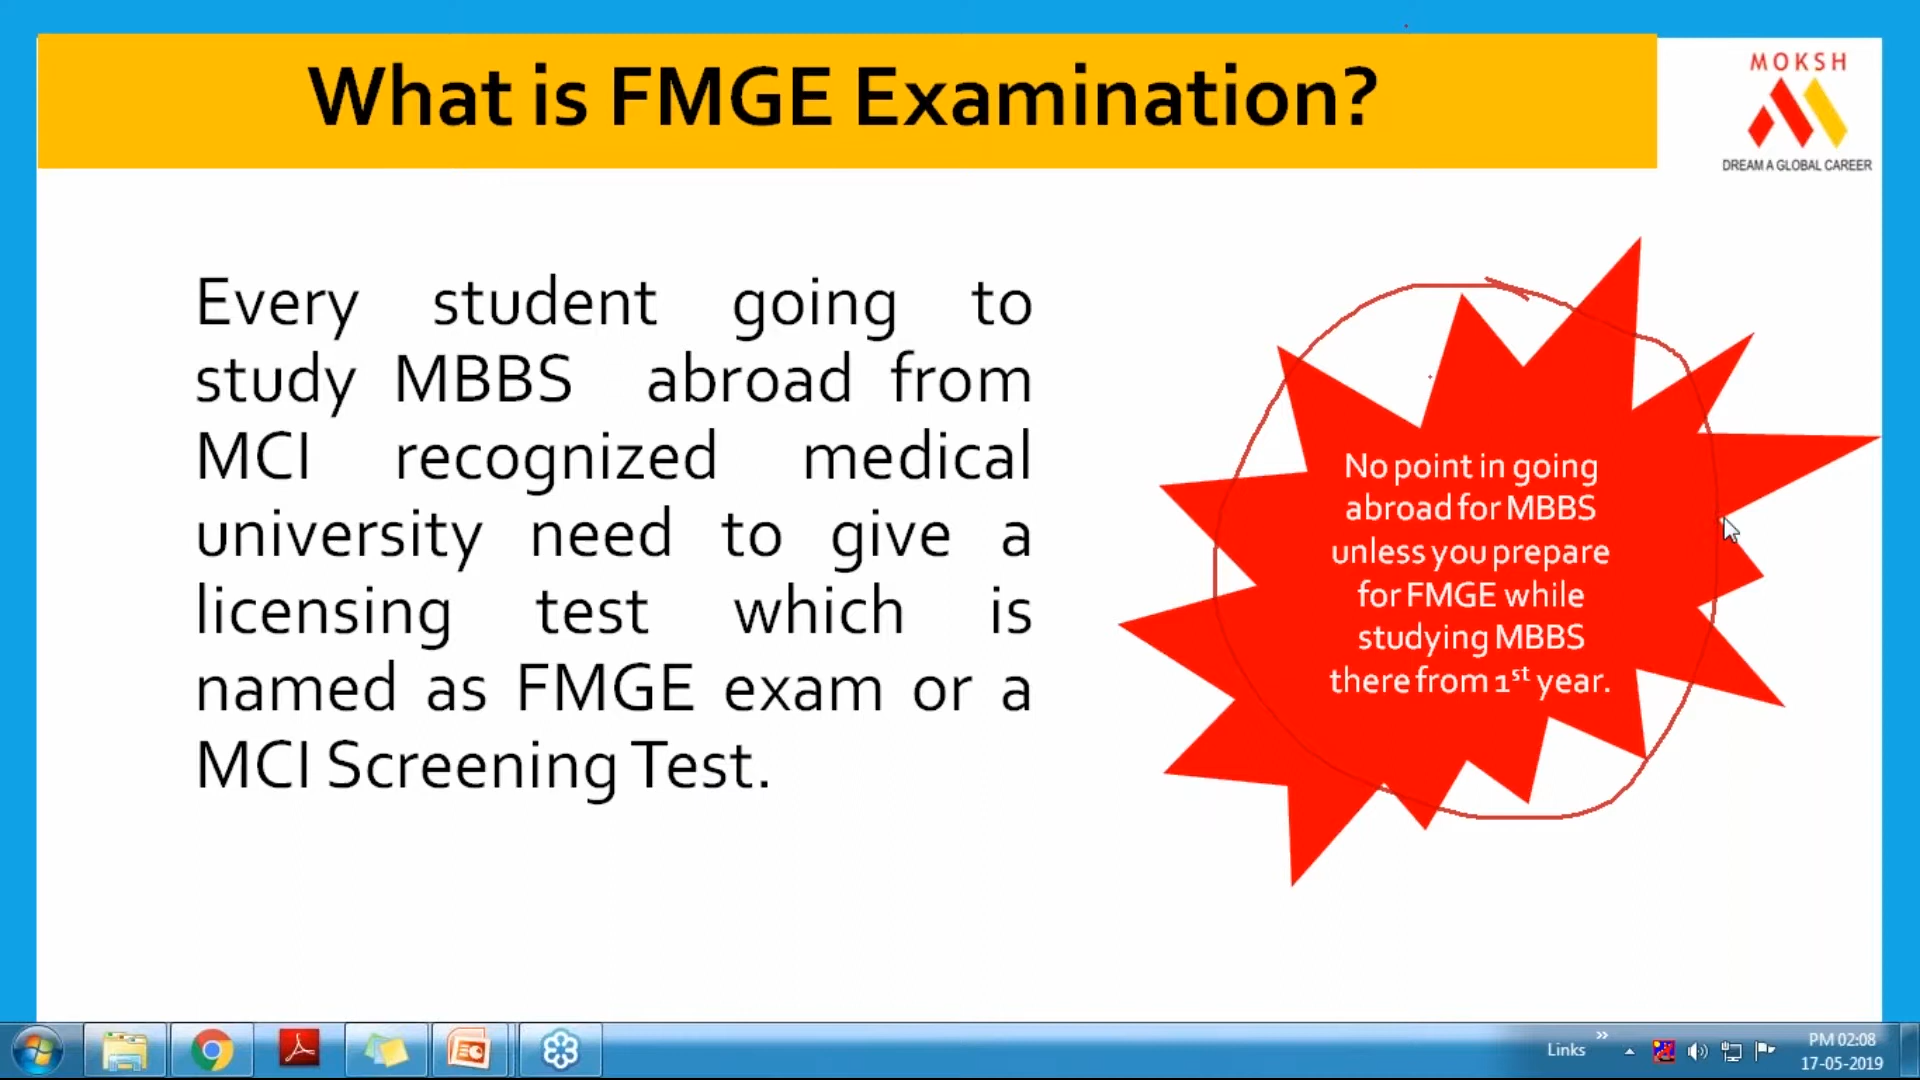 What is FMGE Examination?
MOKSH
DREAM A GLOBAL CAREER
Every student going to
study MBBS abroad from
MCI recognized medical
university need to give a
licensing test which is
named as FMGE exam or a
MCI Screening Test.
No point in going
abroad for MBBS
unless you prepare
for FMGE while
studying MBBS
there from 1st year.
Links
PM 02:08
17-05-2019